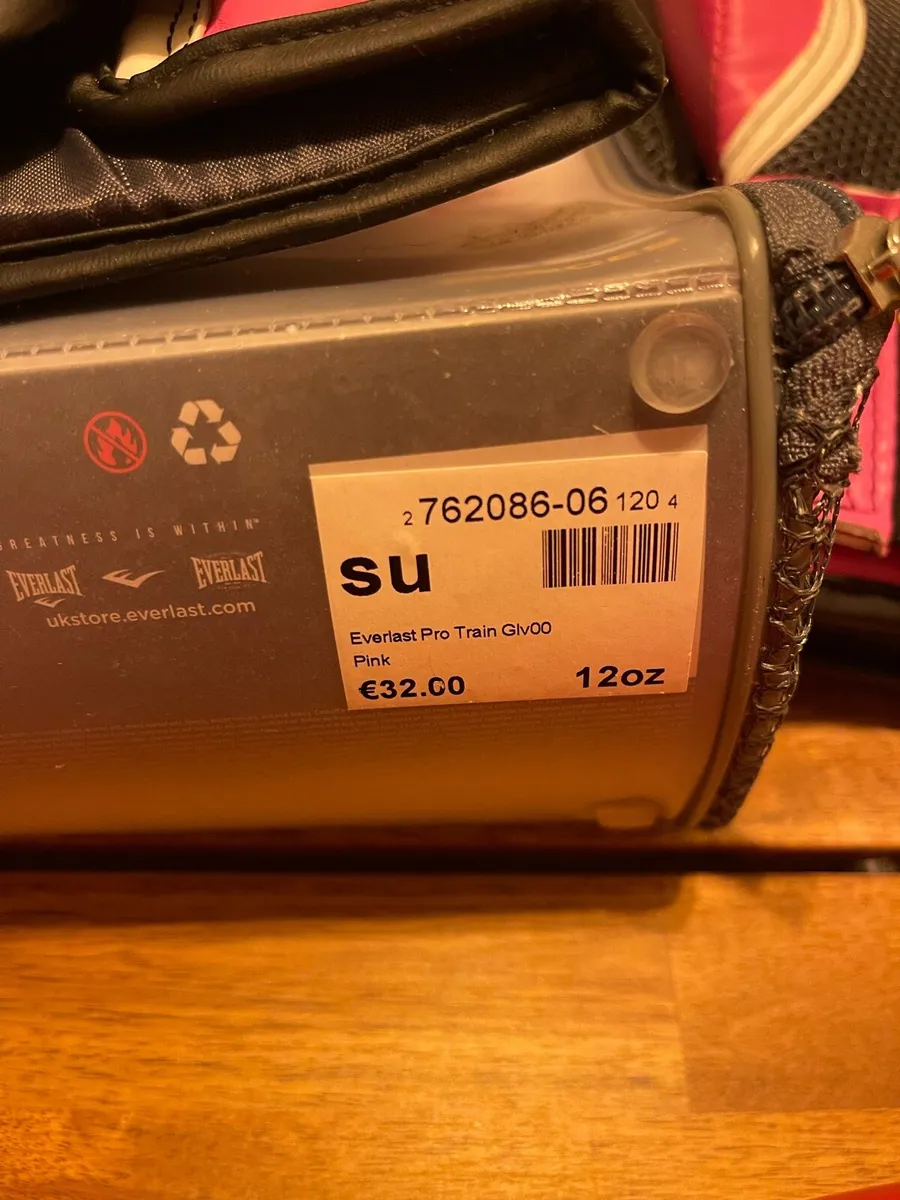 GREATNESS IS WITHIN™
EVERLAST EVERLAST
ukstore.everlast.com
2 762086-06 120 4
su
Everlast Pro Train Glv00
Pink
€32.00 12oz